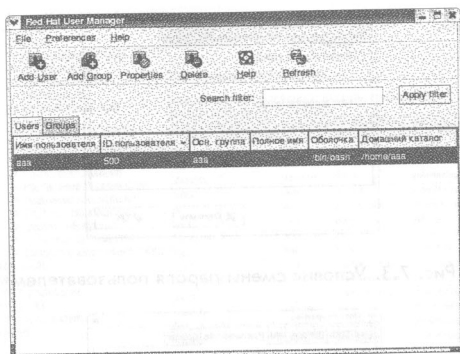 Red Hat User Manager
File Preferences Help
Add User Add Group Properties Delete Help Refresh
Search filter: Apply filter
Users Groups
Имя пользователя ID пользователя Осн. группа Полное имя Оболочка Домашний каталог
aaa 500 aaa /bin/bash /home/aaa